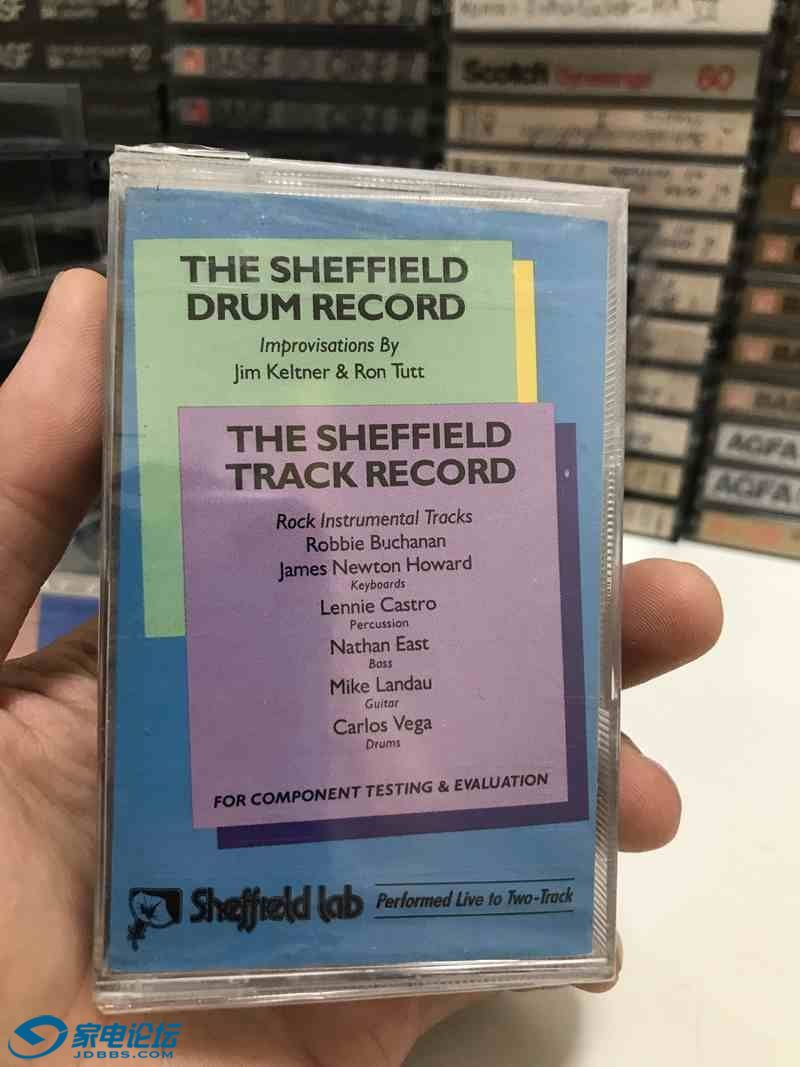 Scotch Dynarange 60
AGFA
AGFA
THE SHEFFIELD
DRUM RECORD
Improvisations By
Jim Keltner & Ron Tutt
THE SHEFFIELD
TRACK RECORD
Rock Instrumental Tracks
Robbie Buchanan
James Newton Howard
Keyboards
Lennie Castro
Percussion
Nathan East
Bass
Mike Landau
Guitar
Carlos Vega
Drums
FOR COMPONENT TESTING & EVALUATION
Sheffield lab
Performed Live to Two-Track
家电论坛
JDBBS.COM